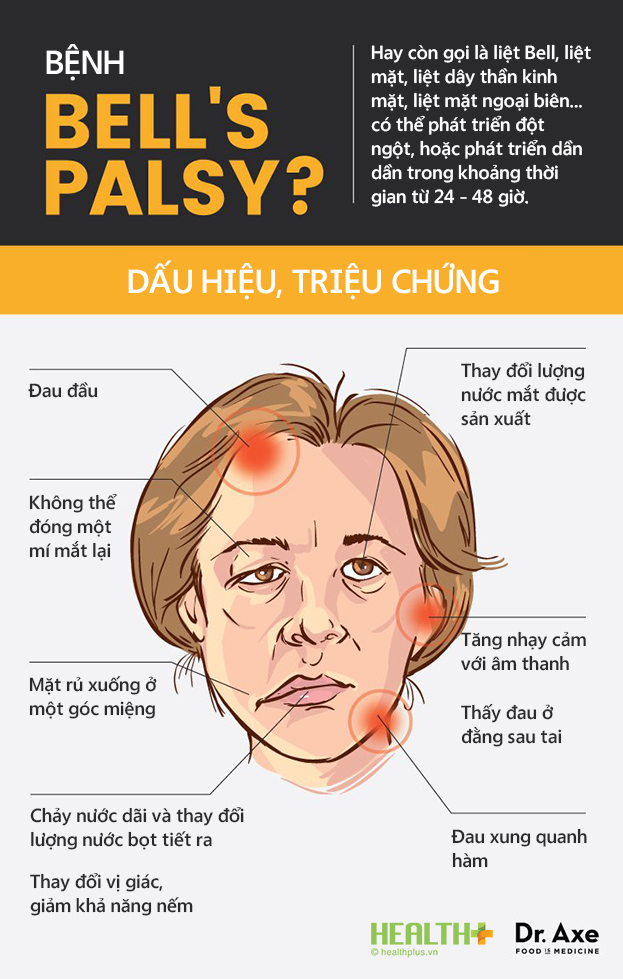 BỆNH
BELL'S
PALSY?
Hay còn gọi là liệt Bell, liệt
mặt, liệt dây thần kinh
mặt, liệt mặt ngoại biên...
có thể phát triển đột
ngột, hoặc phát triển dần
dần trong khoảng thời
gian từ 24 - 48 giờ.
DẤU HIỆU, TRIỆU CHỨNG
Đau đầu
Không thể
đóng một
mí mắt lại
Mặt rủ xuống ở
một góc miệng
Chảy nước dãi và thay đổi
lượng nước bọt tiết ra
Thay đổi vị giác,
giảm khả năng nếm
Thay đổi lượng
nước mắt được
sản xuất
Tăng nhạy cảm
với âm thanh
Thấy đau ở
đằng sau tai
Đau xung quanh
hàm
HEALTH+
© healthplus.vn
Dr. Axe
FOOD IS MEDICINE